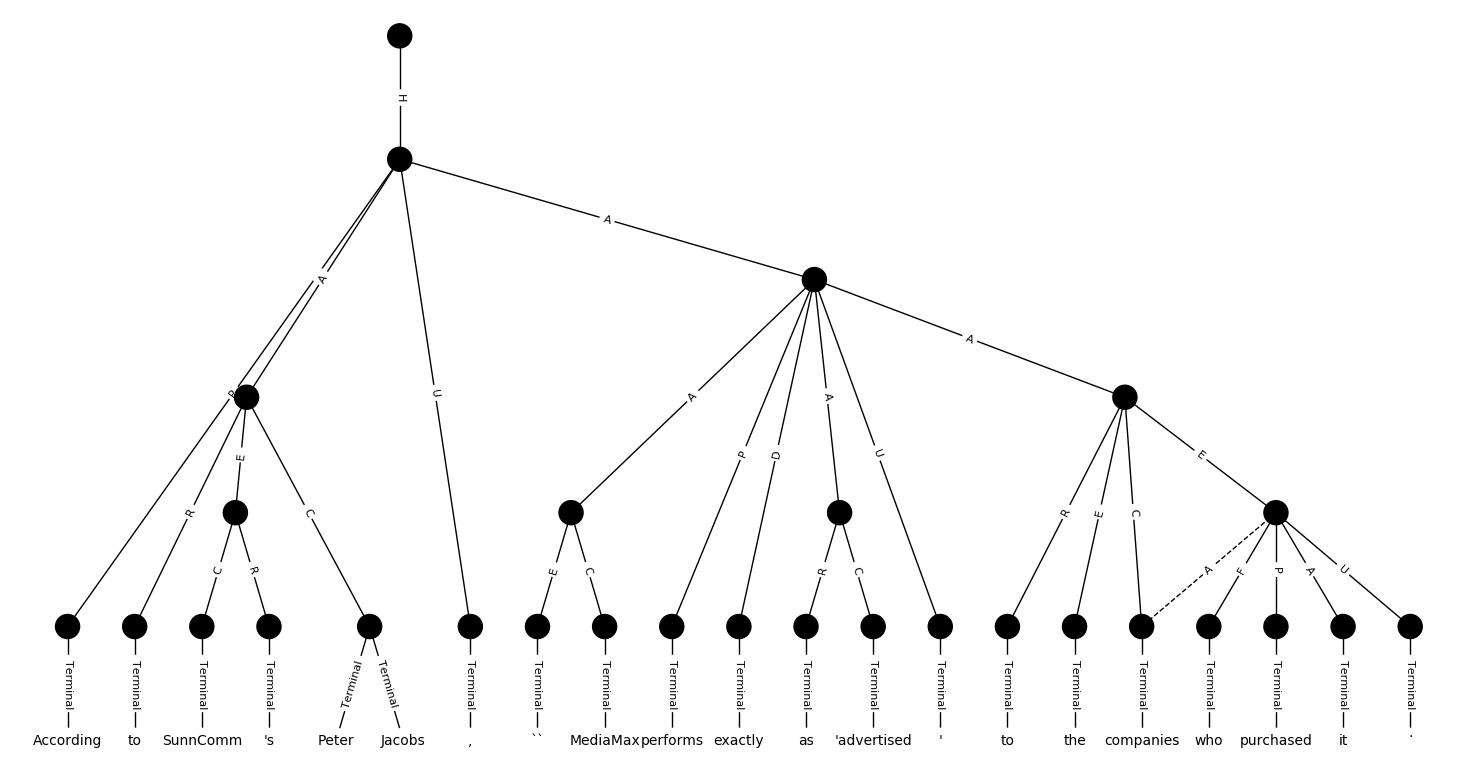 H
A
A
P
A
U
A
P
D
A
U
E
R
E
C
R
E
C
E
C
R
E
C
R
C
A
F
P
A
U
Terminal Terminal Terminal Terminal Terminal Terminal Terminal Terminal Terminal Terminal Terminal Terminal Terminal Terminal Terminal Terminal Terminal Terminal Terminal Terminal Terminal
According to SunnComm 's Peter Jacobs , `` MediaMax performs exactly as 'advertised ' to the companies who purchased it .